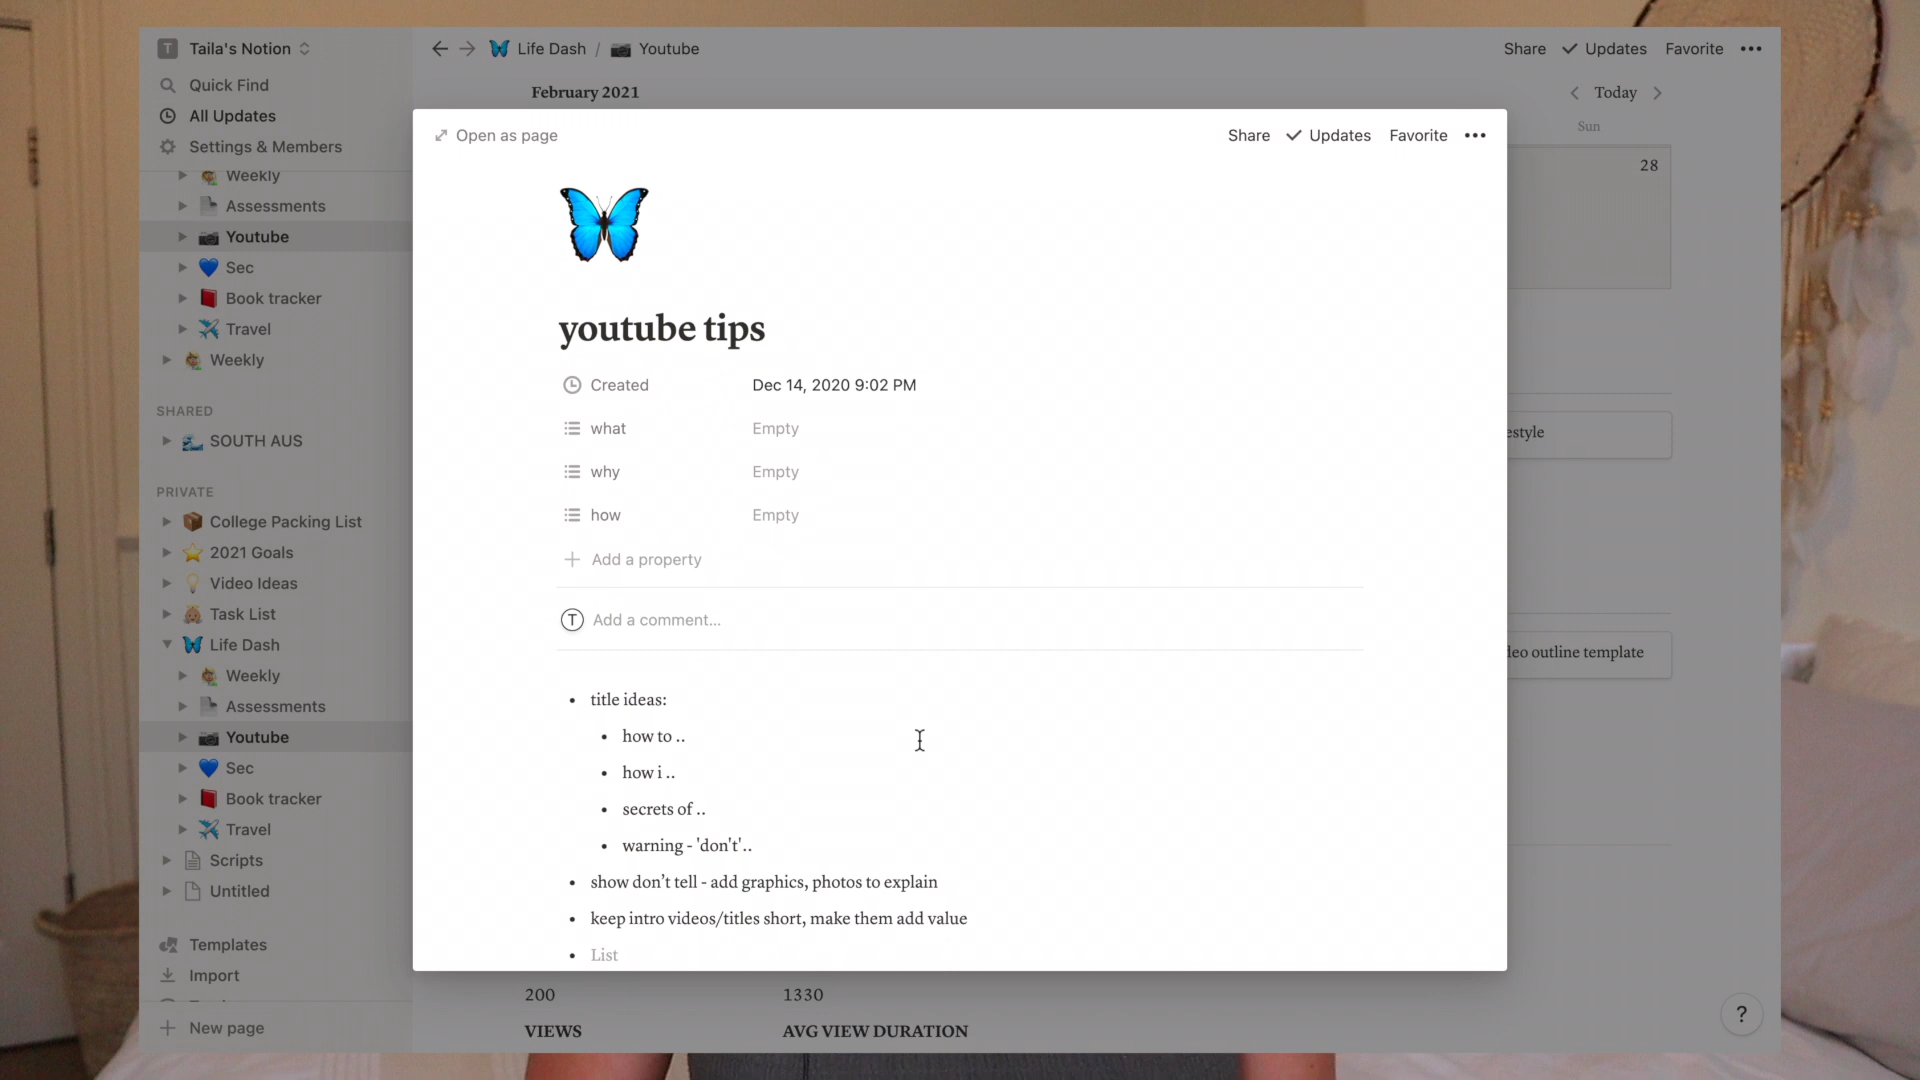 T Taila's Notion
Quick Find
All Updates
Settings & Members
Weekly
Assessments
Youtube
Sec
Book tracker
Travel
Weekly
SHARED
SOUTH AUS
PRIVATE
College Packing List
2021 Goals
Video Ideas
Task List
Life Dash
Weekly
Assessments
Youtube
Sec
Book tracker
Travel
Scripts
Untitled
Templates
Import
New page
Life Dash / Youtube
Share Updates Favorite •••
February 2021
Today
Sun
28
estyle
deo outline template
Open as page
Share Updates Favorite •••
youtube tips
Created Dec 14, 2020 9:02 PM
what Empty
why Empty
how Empty
Add a property
T Add a comment...
• title ideas:
• how to ..
• how i ..
• secrets of ..
• warning - 'don't'..
• show don’t tell - add graphics, photos to explain
• keep intro videos/titles short, make them add value
• List
200 1330
VIEWS AVG VIEW DURATION
?